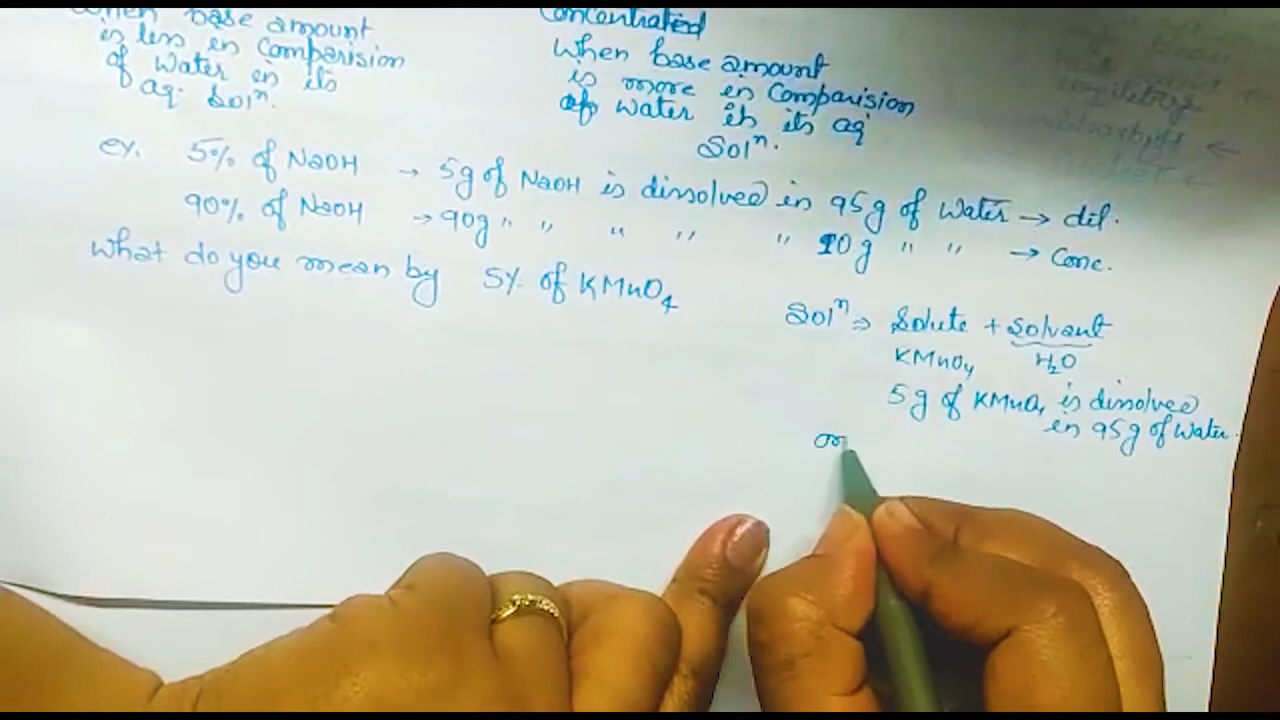 When base amount
is less in Comparision
of Water in its
aq. Solⁿ.
Concentrated
When base amount
is more in Comparision
of Water in its aq
Solⁿ.
ex. 5% of NaOH → 5g of NaOH is dissolved in 95g of Water → dil.
90% of NaOH → 90g " " " " " 10g " " → Conc.
What do you mean by 5% of KMnO₄
Solⁿ ⇒ Solute + Solvant
KMnO₄ H₂O
5g of KMnO₄ is dissolved
in 95g of Water.
or